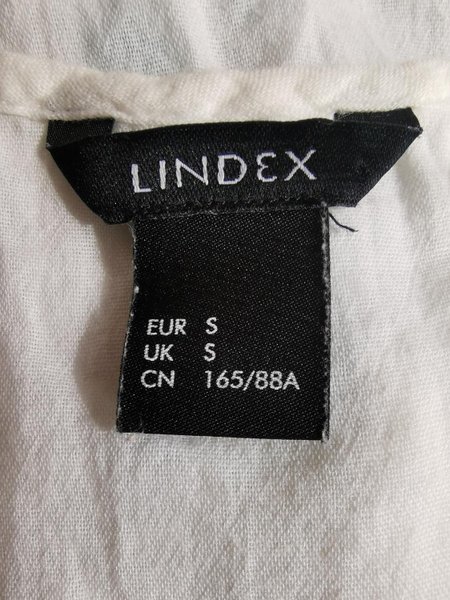 LINDEX
EUR S
UK S
CN 165/88A